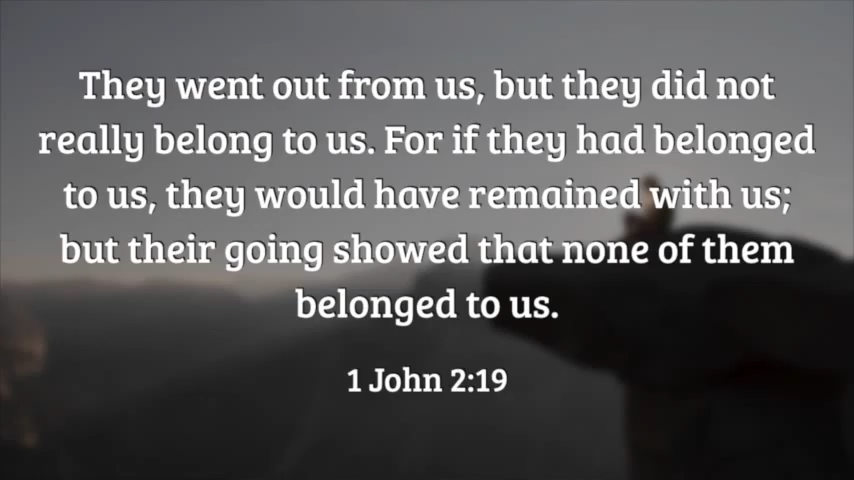 They went out from us, but they did not
really belong to us. For if they had belonged
to us, they would have remained with us;
but their going showed that none of them
belonged to us.
1 John 2:19